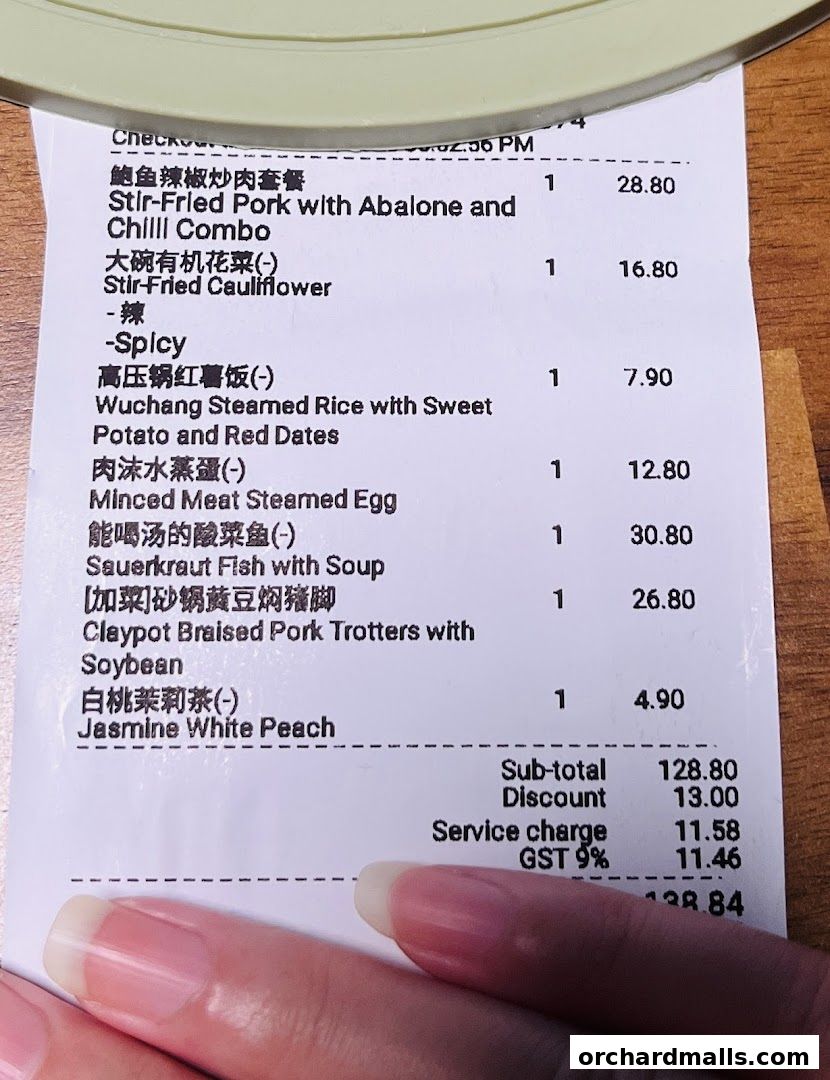 鲍鱼辣椒炒肉套餐 1 28.80
Stir-Fried Pork with Abalone and
Chilli Combo
大碗有机花菜(-) 1 16.80
Stir-Fried Cauliflower
- 辣
-Spicy
高压锅红薯饭(-) 1 7.90
Wuchang Steamed Rice with Sweet
Potato and Red Dates
肉沫水蒸蛋(-) 1 12.80
Minced Meat Steamed Egg
能喝汤的酸菜鱼(-) 1 30.80
Sauerkraut Fish with Soup
[加菜]砂锅黄豆焖猪脚 1 26.80
Claypot Braised Pork Trotters with
Soybean
白桃茉莉茶(-) 1 4.90
Jasmine White Peach
Sub-total 128.80
Discount 13.00
Service charge 11.58
GST 9% 11.46
138.84
orchardmalls.com